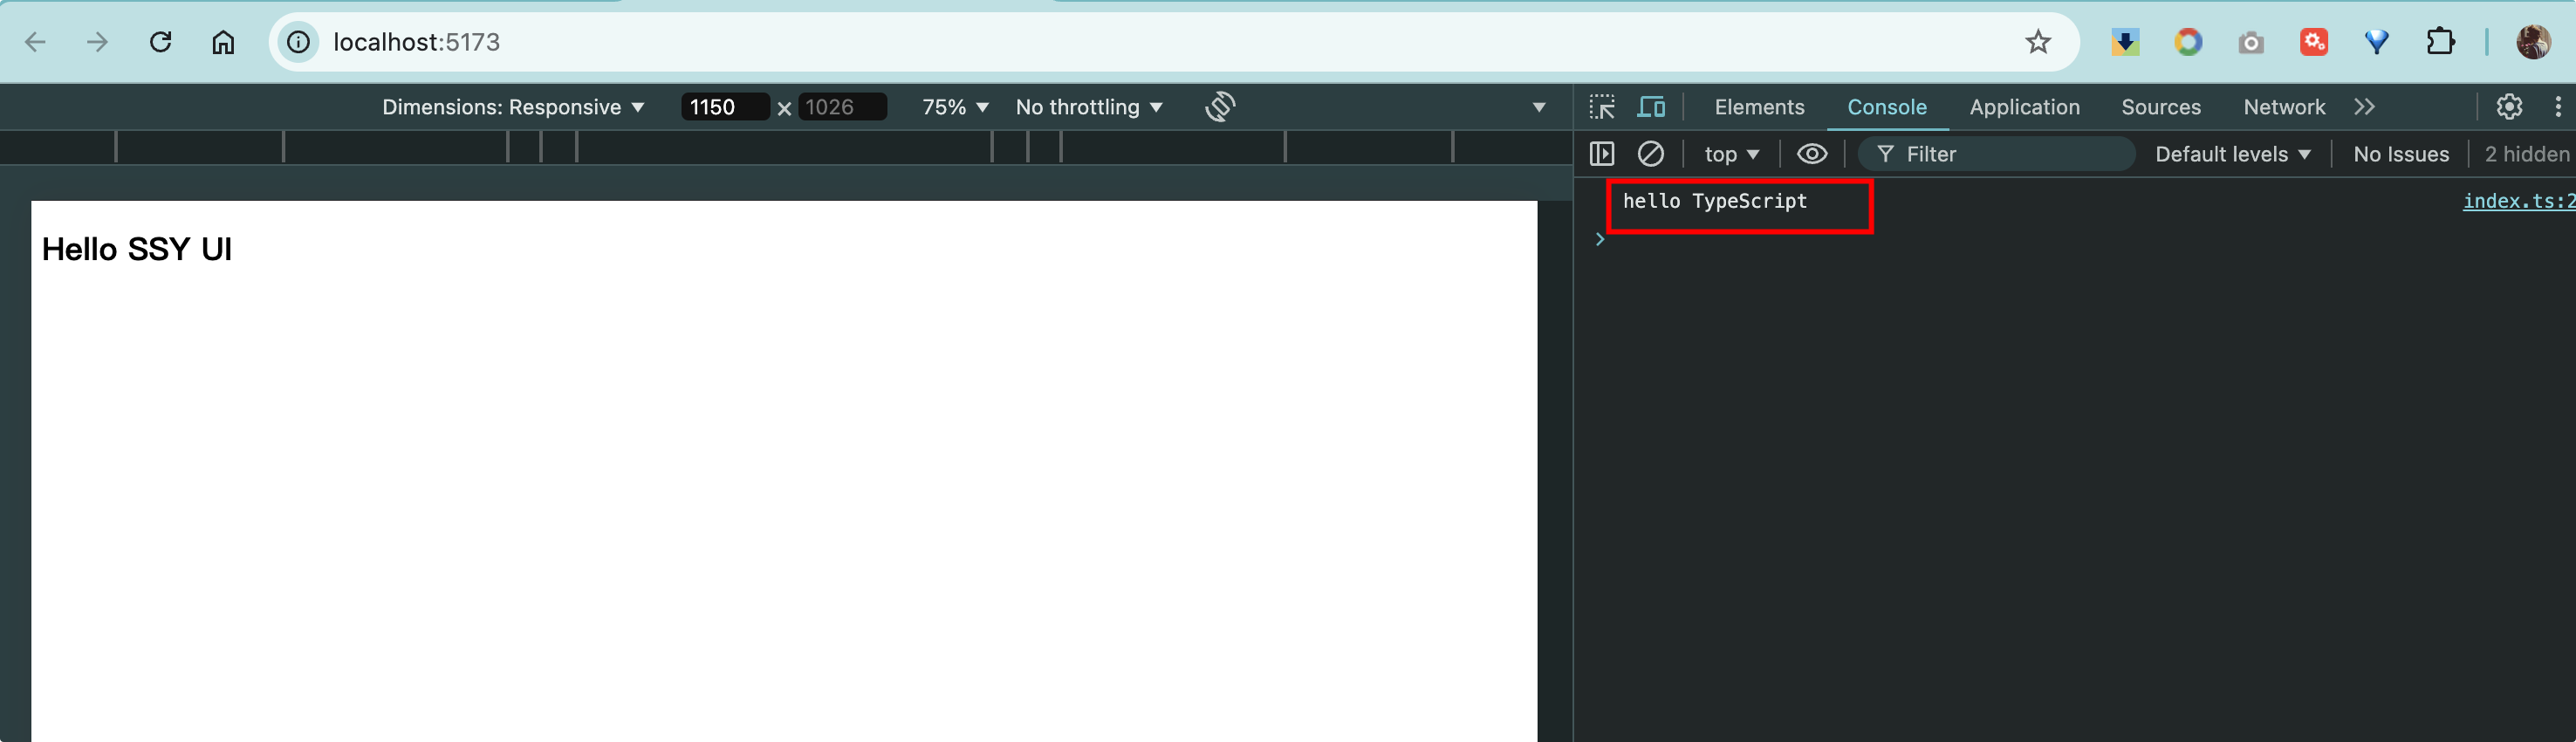 localhost:5173
Dimensions: Responsive 1150 × 1026 75% No throttling
Elements Console Application Sources Network
top Filter Default levels No Issues 2 hidden
hello TypeScript index.ts:2
Hello SSY UI